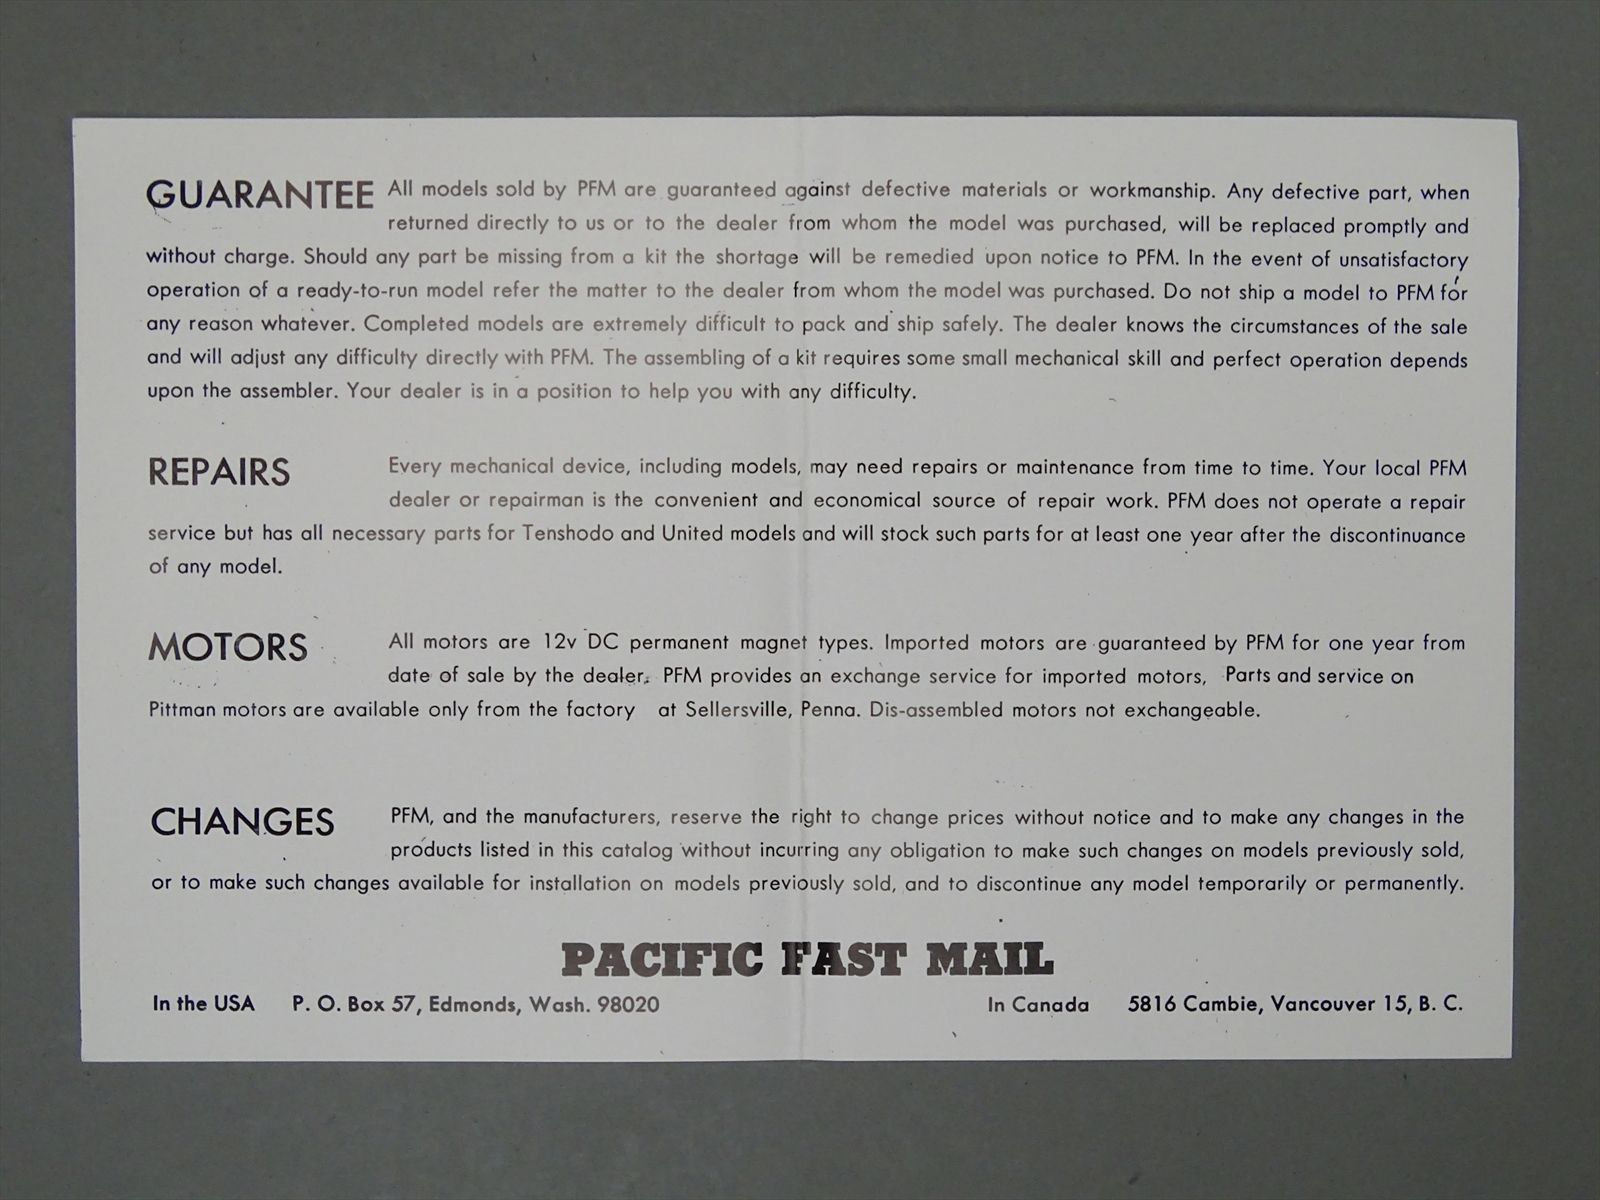 GUARANTEE All models sold by PFM are guaranteed against defective materials or workmanship. Any defective part, when
returned directly to us or to the dealer from whom the model was purchased, will be replaced promptly and
without charge. Should any part be missing from a kit the shortage will be remedied upon notice to PFM. In the event of unsatisfactory
operation of a ready-to-run model refer the matter to the dealer from whom the model was purchased. Do not ship a model to PFM for
any reason whatever. Completed models are extremely difficult to pack and ship safely. The dealer knows the circumstances of the sale
and will adjust any difficulty directly with PFM. The assembling of a kit requires some small mechanical skill and perfect operation depends
upon the assembler. Your dealer is in a position to help you with any difficulty.
REPAIRS Every mechanical device, including models, may need repairs or maintenance from time to time. Your local PFM
dealer or repairman is the convenient and economical source of repair work. PFM does not operate a repair
service but has all necessary parts for Tenshodo and United models and will stock such parts for at least one year after the discontinuance
of any model.
MOTORS All motors are 12v DC permanent magnet types. Imported motors are guaranteed by PFM for one year from
date of sale by the dealer. PFM provides an exchange service for imported motors, Parts and service on
Pittman motors are available only from the factory at Sellersville, Penna. Dis-assembled motors not exchangeable.
CHANGES PFM, and the manufacturers, reserve the right to change prices without notice and to make any changes in the
products listed in this catalog without incurring any obligation to make such changes on models previously sold,
or to make such changes available for installation on models previously sold, and to discontinue any model temporarily or permanently.
PACIFIC FAST MAIL
In the USA P. O. Box 57, Edmonds, Wash. 98020 In Canada 5816 Cambie, Vancouver 15, B. C.